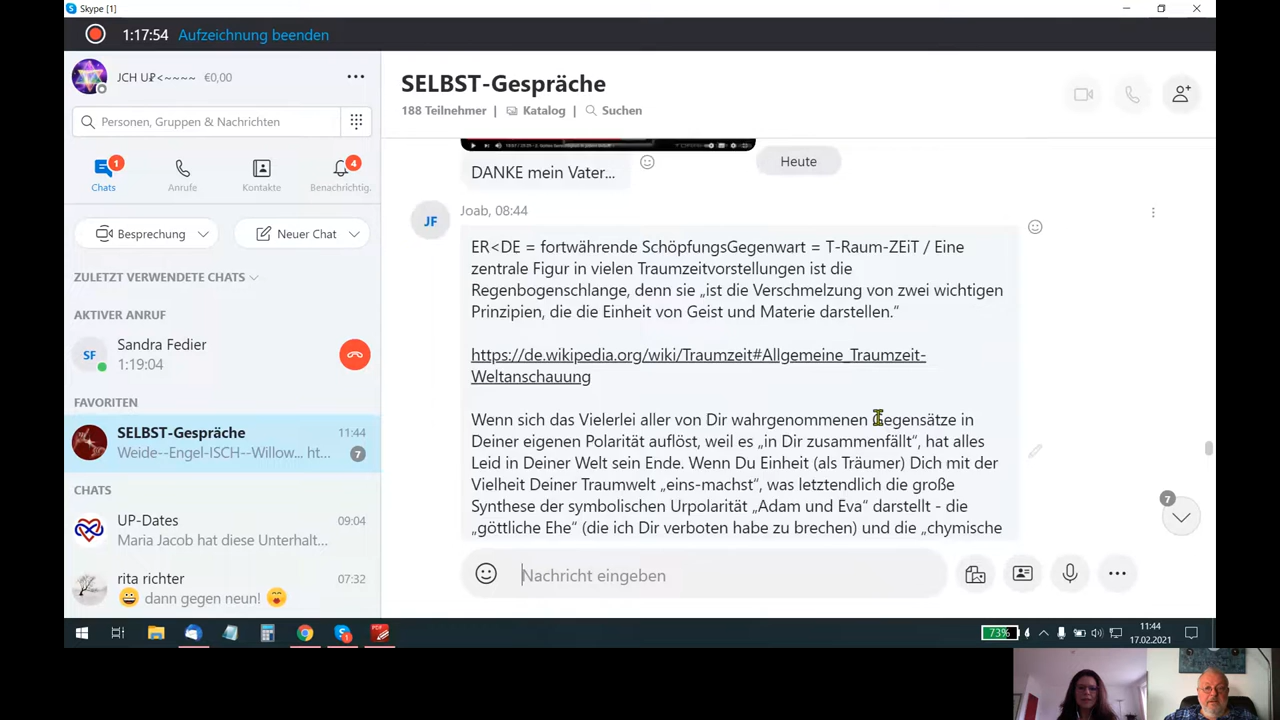 Skype [1]
1:17:54 Aufzeichnung beenden
€0,00
Personen, Gruppen & Nachrichten
1
4
Chats
Anrufe
Kontakte
Benachrichtig.
Besprechung
Neuer Chat
ZULETZT VERWENDETE CHATS
AKTIVER ANRUF
SF
Sandra Fedier
1:19:04
FAVORITEN
SELBST-Gespräche 11:44
Weide--Engel-ISCH--Willow... ht... 7
CHATS
UP-Dates 09:04
Maria Jacob hat diese Unterhalt...
rita richter 07:32
dann gegen neun!
SELBST-Gespräche
188 Teilnehmer | Katalog | Suchen
DANKE mein Vater...
Heute
JF
Joab, 08:44
ER<DE = fortwährende SchöpfungsGegenwart = T-Raum-ZEiT / Eine
zentrale Figur in vielen Traumzeitvorstellungen ist die
Regenbogenschlange, denn sie „ist die Verschmelzung von zwei wichtigen
Prinzipien, die die Einheit von Geist und Materie darstellen.“
https://de.wikipedia.org/wiki/Traumzeit#Allgemeine_Traumzeit-
Weltanschauung
Wenn sich das Vielerlei aller von Dir wahrgenommenen Gegensätze in
Deiner eigenen Polarität auflöst, weil es „in Dir zusammenfällt“, hat alles
Leid in Deiner Welt sein Ende. Wenn Du Einheit (als Träumer) Dich mit der
Vielheit Deiner Traumwelt „eins-machst“, was letztendlich die große
Synthese der symbolischen Urpolarität „Adam und Eva“ darstellt - die
„göttliche Ehe“ (die ich Dir verboten habe zu brechen) und die „chymische
7
Nachricht eingeben
73%
11:44
17.02.2021